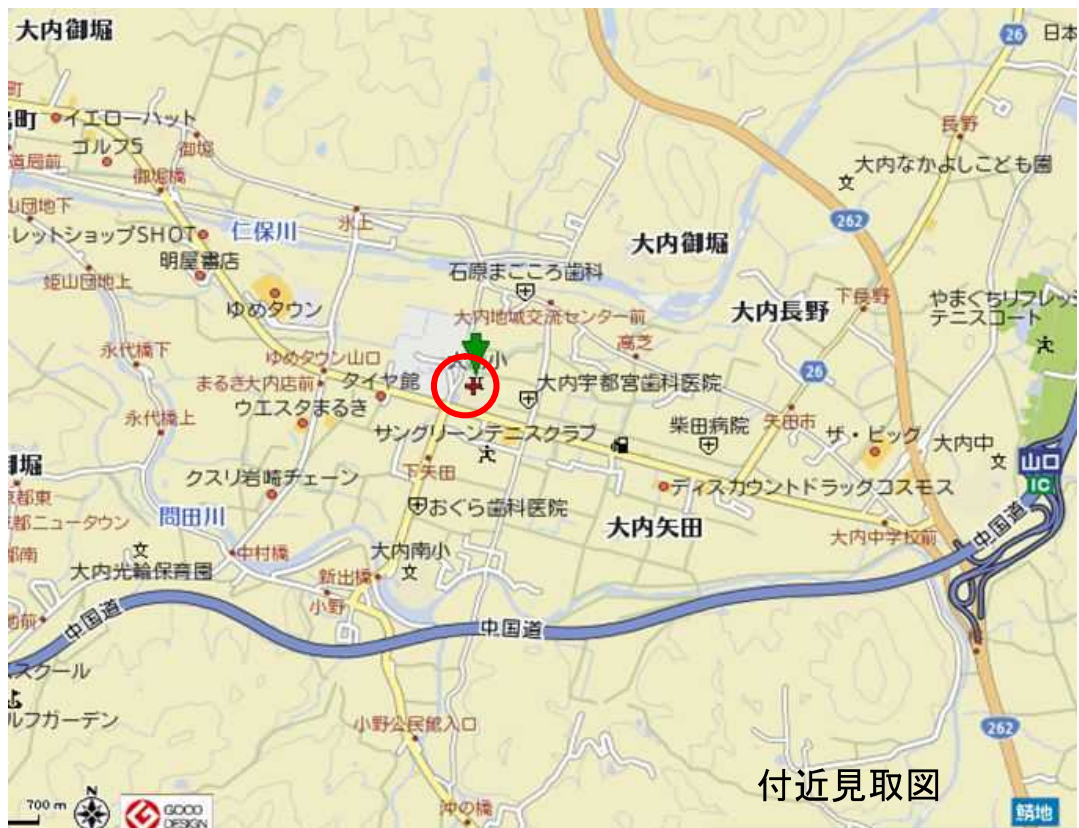 大内御堀
26
日本
町
町
イエローハット
ゴルフ5
御堀
長野
道局前
御堀橋
大内なかよしこども園
山団地下
氷上
262
レットショップSHOT
仁保川
大内御堀
明屋書店
石原まごころ歯科
姫山団地上
ゆめタウン
大内地域交流センター前
大内長野
下長野
やまぐちリフレッシ
テニスコート
高芝
永代橋下
ゆめタウン山口
小
26
まるき大内店前
タイヤ館
大内宇都宮歯科医院
ウエスタまるき
永代橋上
サングリーンテニスクラブ
柴田病院
矢田市
ザ・ビッグ
大内中
山口
IC
御堀
下矢田
クスリ岩崎チェーン
ディスカウントドラッグコスモス
京都東
京都ニュータウン
問田川
おぐら歯科医院
大内矢田
大内中学校前
中国道
都南
中村橋
大内南小
大内光輪保育園
新出橋
小野
中国道
中国道
スクール
ルフガーデン
小野公民館入口
262
付近見取図
700 m
N
GOOD
DESIGN
沖の橋
鯖地